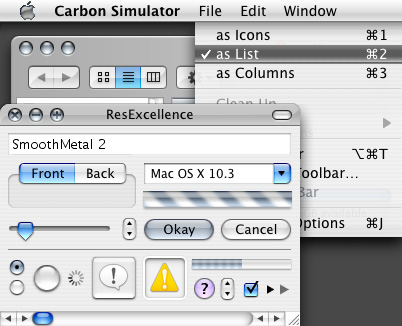 Carbon Simulator File Edit Window
as Icons ⌘1
✓ as List ⌘2
as Columns ⌘3
Clean Up
ResExcellence
SmoothMetal 2
Front Back
Mac OS X 10.3
⌥⌘T
oolbar...
Bar
Okay Cancel
Options ⌘J